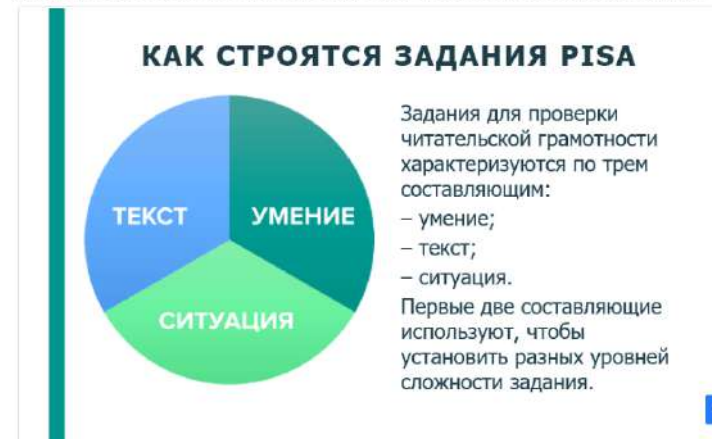 КАК СТРОЯТСЯ ЗАДАНИЯ PISA
ТЕКСТ
УМЕНИЕ
СИТУАЦИЯ
Задания для проверки
читательской грамотности
характеризуются по трем
составляющим:
– умение;
– текст;
– ситуация.
Первые две составляющие
используют, чтобы
установить разных уровней
сложности задания.